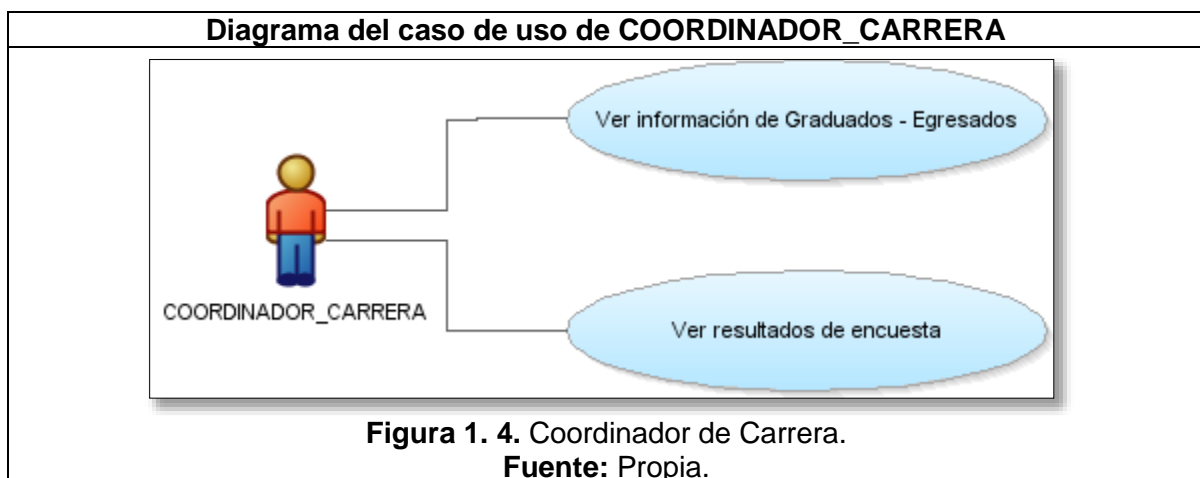 Diagrama del caso de uso de COORDINADOR_CARRERA
Ver información de Graduados - Egresados
COORDINADOR_CARRERA
Ver resultados de encuesta
Figura 1. 4. Coordinador de Carrera.
Fuente: Propia.